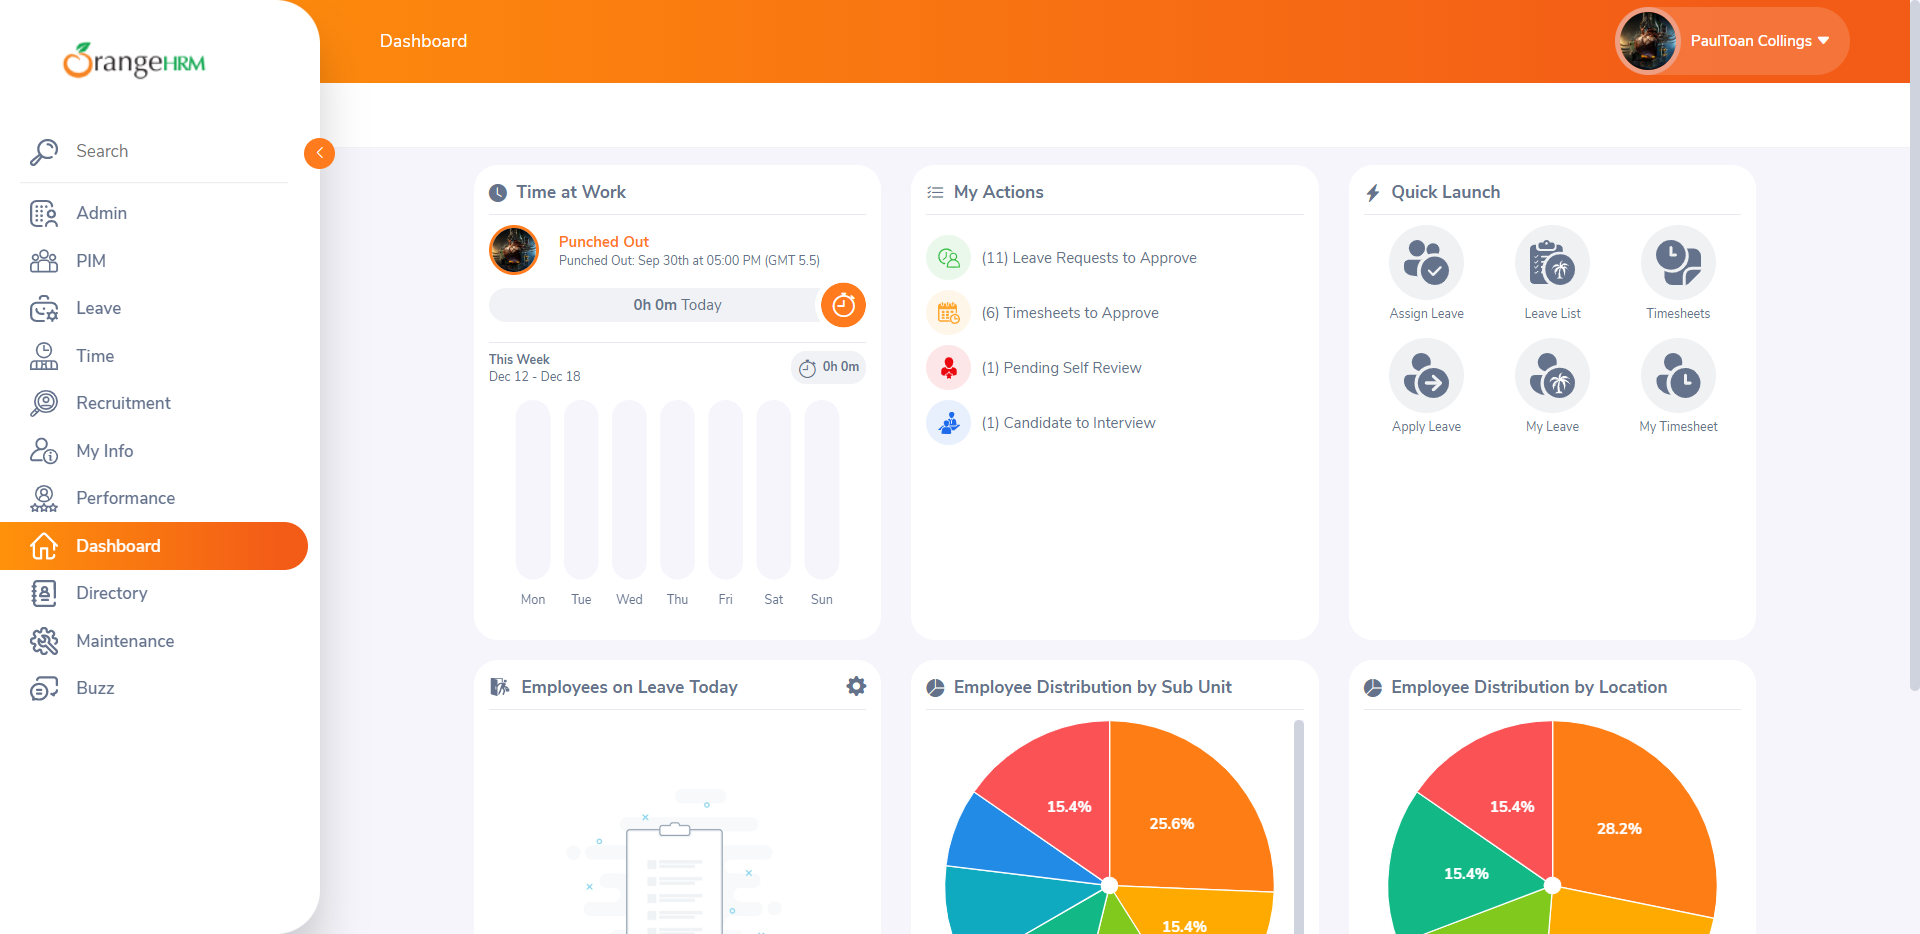 OrangeHRM
Dashboard
PaulToan Collings
Search
Admin
PIM
Leave
Time
Recruitment
My Info
Performance
Dashboard
Directory
Maintenance
Buzz
Time at Work
Punched Out
Punched Out: Sep 30th at 05:00 PM (GMT 5.5)
0h 0m Today
This Week
Dec 12 - Dec 18
0h 0m
Mon Tue Wed Thu Fri Sat Sun
My Actions
(11) Leave Requests to Approve
(6) Timesheets to Approve
(1) Pending Self Review
(1) Candidate to Interview
Quick Launch
Assign Leave Leave List Timesheets
Apply Leave My Leave My Timesheet
Employees on Leave Today
Employee Distribution by Sub Unit
15.4%
25.6%
15.4%
Employee Distribution by Location
15.4%
28.2%
15.4%